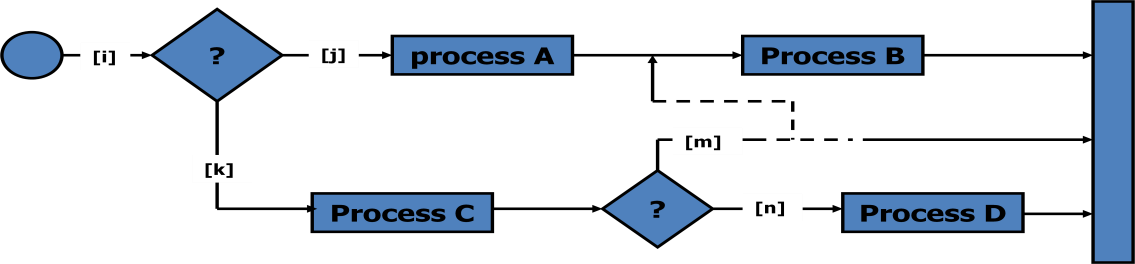 [i]
?
[j]
process A
Process B
[k]
[m]
Process C
?
[n]
Process D